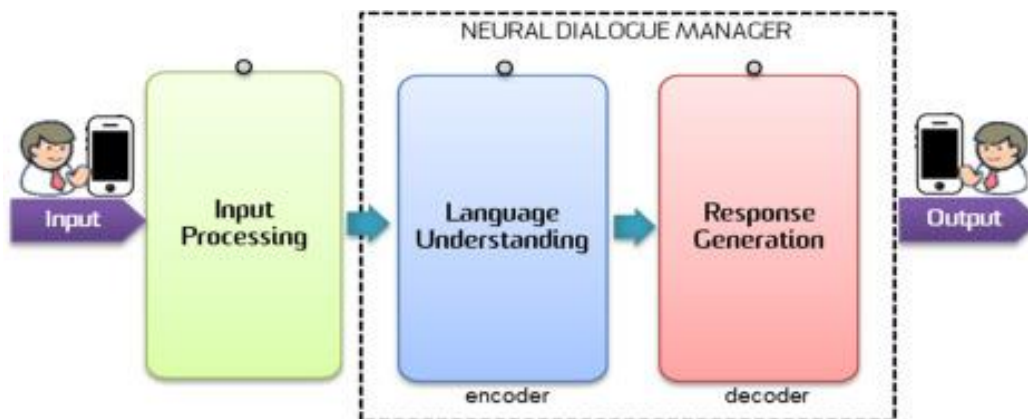 NEURAL DIALOGUE MANAGER
Input
Input
Processing
Language
Understanding
Response
Generation
Output
encoder
decoder